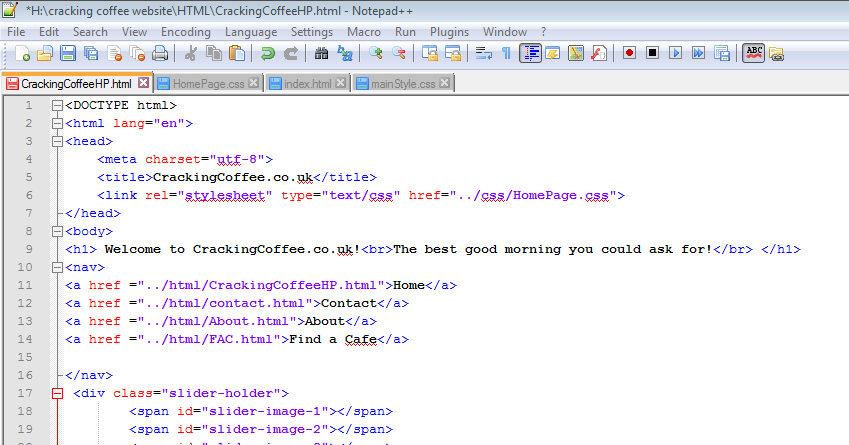 *H:\cracking coffee website\HTML\CrackingCoffeeHP.html - Notepad++
File Edit Search View Encoding Language Settings Macro Run Plugins Window ?
ABC
CrackingCoffeeHP.html HomePage.css index.html mainStyle.css
1 <DOCTYPE html>
2 <html lang="en">
3 <head>
4 <meta charset="utf-8">
5 <title>CrackingCoffee.co.uk</title>
6 <link rel="stylesheet" type="text/css" href="../css/HomePage.css">
7 </head>
8 <body>
9 <h1> Welcome to CrackingCoffee.co.uk!<br>The best good morning you could ask for!</br> </h1>
10 <nav>
11 <a href ="../html/CrackingCoffeeHP.html">Home</a>
12 <a href ="../html/contact.html">Contact</a>
13 <a href ="../html/About.html">About</a>
14 <a href ="../html/FAC.html">Find a Cafe</a>
15
16 </nav>
17 <div class="slider-holder">
18 <span id="slider-image-1"></span>
19 <span id="slider-image-2"></span>